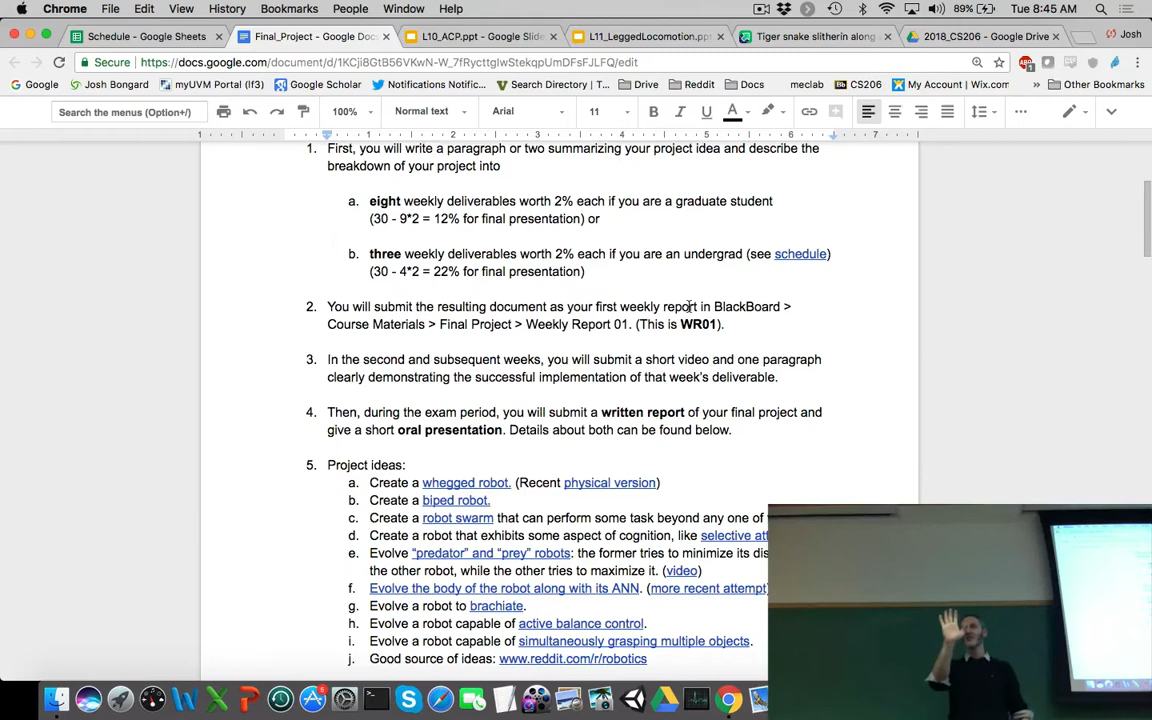 Chrome File Edit View History Bookmarks People Window Help 89% Tue 8:45 AM
Schedule - Google Sheets Final_Project - Google Docs L10_ACP.ppt - Google Slide L11_LeggedLocomotion.ppt Tiger snake slitherin along 2018_CS206 - Google Drive Josh
Secure https://docs.google.com/document/d/1KCji8GtB56VKwN-W_7fRycttgIwStekqpUmDFsFJLFQ/edit
Google Josh Bongard myUVM Portal (lf3) Google Scholar Notifications Notific... Search Directory | T... Drive Reddit meclab CS206 My Account | Wix.com
Search the menus (Option+/) 100% Normal text Arial 11 B I U A
1 1 2 3 4 5 6 7
1. First, you will write a paragraph or two summarizing your project idea and describe the
breakdown of your project into
a. eight weekly deliverables worth 2% each if you are a graduate student
(30 - 9*2 = 12% for final presentation) or
b. three weekly deliverables worth 2% each if you are an undergrad (see schedule)
(30 - 4*2 = 22% for final presentation)
2. You will submit the resulting document as your first weekly report in BlackBoard >
Course Materials > Final Project > Weekly Report 01. (This is WR01).
3. In the second and subsequent weeks, you will submit a short video and one paragraph
clearly demonstrating the successful implementation of that week's deliverable.
4. Then, during the exam period, you will submit a written report of your final project and
give a short oral presentation. Details about both can be found below.
5. Project ideas:
a. Create a whegged robot. (Recent physical version)
b. Create a biped robot.
c. Create a robot swarm that can perform some task beyond any one of
d. Create a robot that exhibits some aspect of cognition, like selective att
e. Evolve "predator" and "prey" robots: the former tries to minimize its dis
the other robot, while the other tries to maximize it. (video)
f. Evolve the body of the robot along with its ANN. (more recent attempt)
g. Evolve a robot to brachiate.
h. Evolve a robot capable of active balance control.
i. Evolve a robot capable of simultaneously grasping multiple objects.
j. Good source of ideas: www.reddit.com/r/robotics